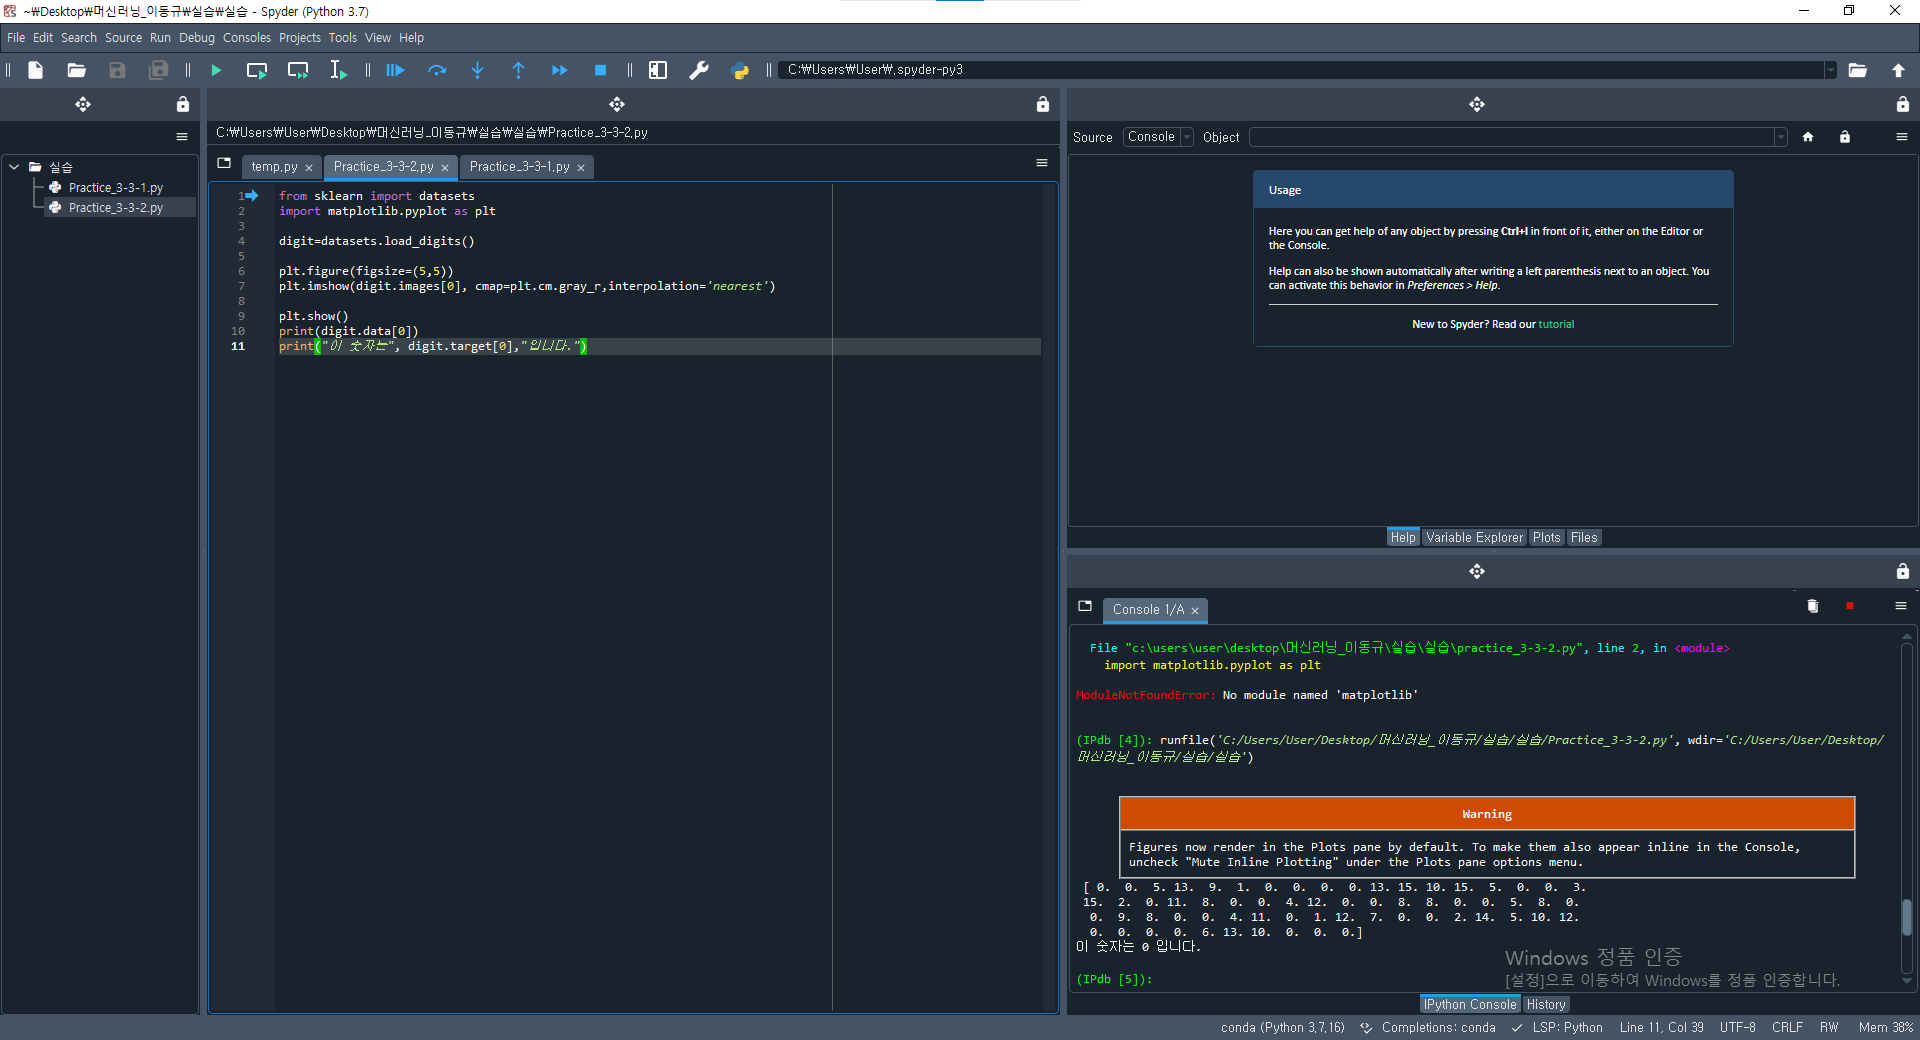 ~₩Desktop₩머신러닝_이동규₩실습₩실습 - Spyder (Python 3.7)
File Edit Search Source Run Debug Consoles Projects Tools View Help
C:₩Users₩User₩.spyder-py3
C:₩Users₩User₩Desktop₩머신러닝_이동규₩실습₩실습₩Practice_3-3-2.py
Source Console Object
temp.py Practice_3-3-2.py Practice_3-3-1.py
실습
Practice_3-3-1.py
Practice_3-3-2.py
1 from sklearn import datasets
2 import matplotlib.pyplot as plt
3
4 digit=datasets.load_digits()
5
6 plt.figure(figsize=(5,5))
7 plt.imshow(digit.images[0], cmap=plt.cm.gray_r,interpolation='nearest')
8
9 plt.show()
10 print(digit.data[0])
11 print("이 숫자는", digit.target[0],"입니다.")
Usage
Here you can get help of any object by pressing Ctrl+I in front of it, either on the Editor or
the Console.
Help can also be shown automatically after writing a left parenthesis next to an object. You
can activate this behavior in Preferences > Help.
New to Spyder? Read our tutorial
Help Variable Explorer Plots Files
Console 1/A
File "c:\users\user\desktop\머신러닝_이동규\실습\실습\practice_3-3-2.py", line 2, in <module>
import matplotlib.pyplot as plt
ModuleNotFoundError: No module named 'matplotlib'
(IPdb [4]): runfile('C:/Users/User/Desktop/머신러닝_이동규/실습/실습/Practice_3-3-2.py', wdir='C:/Users/User/Desktop/
머신러닝_이동규/실습/실습')
Warning
Figures now render in the Plots pane by default. To make them also appear inline in the Console,
uncheck "Mute Inline Plotting" under the Plots pane options menu.
[ 0. 0. 5. 13. 9. 1. 0. 0. 0. 0. 13. 15. 10. 15. 5. 0. 0. 3.
15. 2. 0. 11. 8. 0. 0. 4. 12. 0. 0. 8. 8. 0. 0. 5. 8. 0.
0. 9. 8. 0. 0. 4. 11. 0. 1. 12. 7. 0. 0. 2. 14. 5. 10. 12.
0. 0. 0. 0. 6. 13. 10. 0. 0. 0.]
이 숫자는 0 입니다.
(IPdb [5]):
Windows 정품 인증
[설정]으로 이동하여 Windows를 정품 인증합니다.
IPython Console History
conda (Python 3.7.16) Completions: conda LSP: Python Line 11, Col 39 UTF-8 CRLF RW Mem 38%